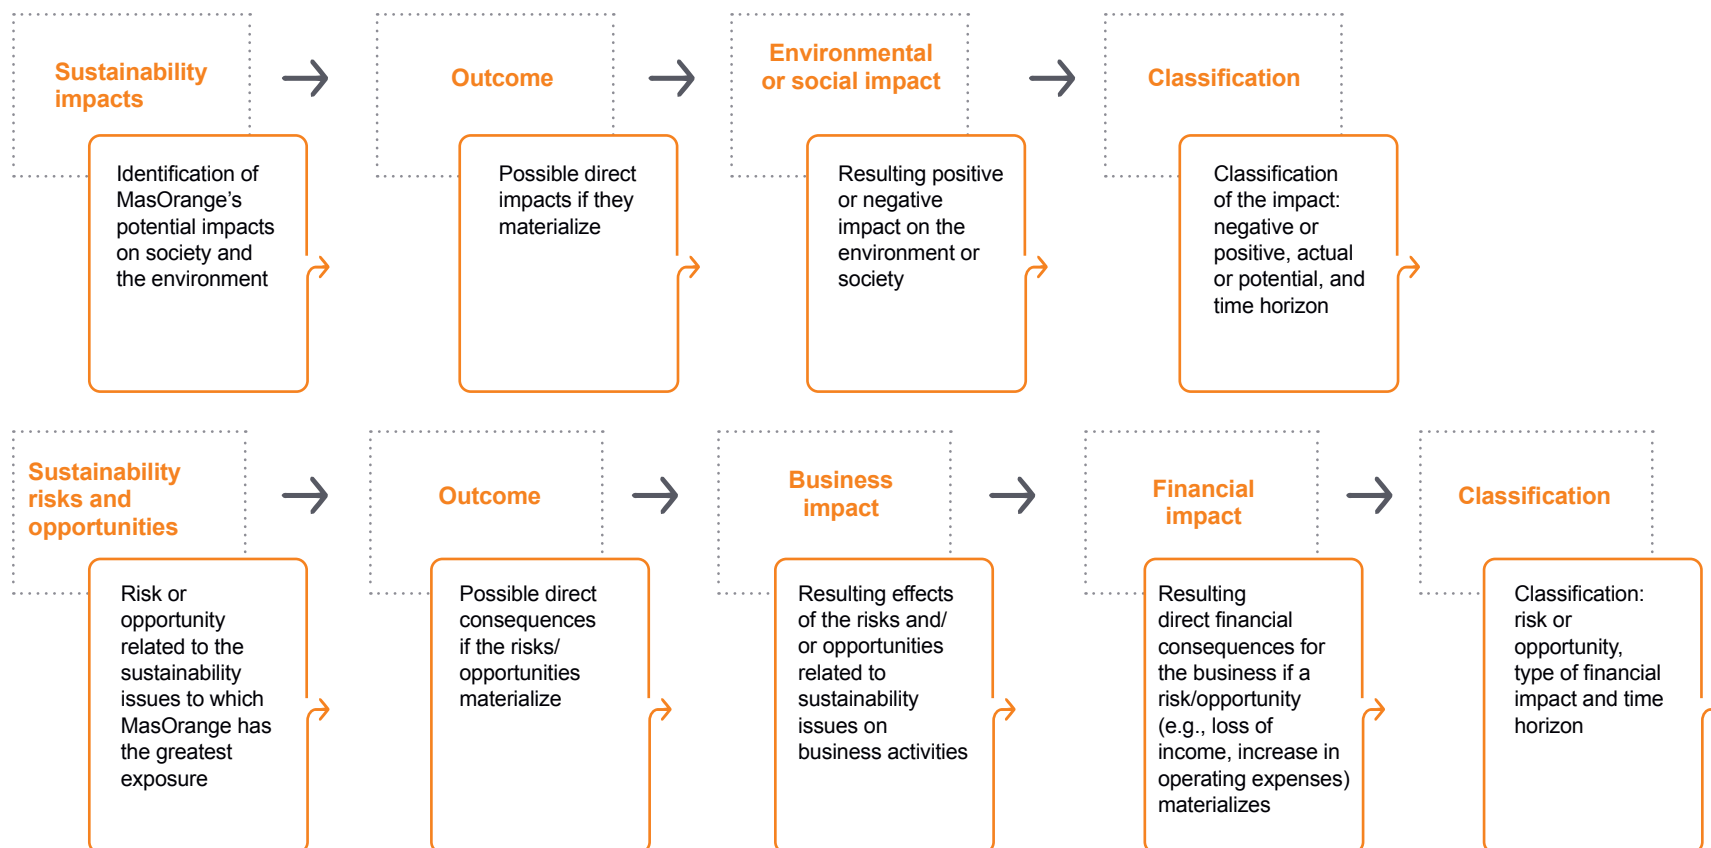 Sustainability
impacts
Outcome
Environmental
or social impact
Classification
Identification of
MasOrange’s
potential impacts
on society and
the environment
Possible direct
impacts if they
materialize
Resulting positive
or negative
impact on the
environment or
society
Classification
of the impact:
negative or
positive, actual
or potential, and
time horizon
Sustainability
risks and
opportunities
Outcome
Business
impact
Financial
impact
Classification
Risk or
opportunity
related to the
sustainability
issues to which
MasOrange has
the greatest
exposure
Possible direct
consequences
if the risks/
opportunities
materialize
Resulting effects
of the risks and/
or opportunities
related to
sustainability
issues on
business activities
Resulting
direct financial
consequences for
the business if a
risk/opportunity
(e.g., loss of
income, increase in
operating expenses)
materializes
Classification:
risk or
opportunity,
type of financial
impact and time
horizon